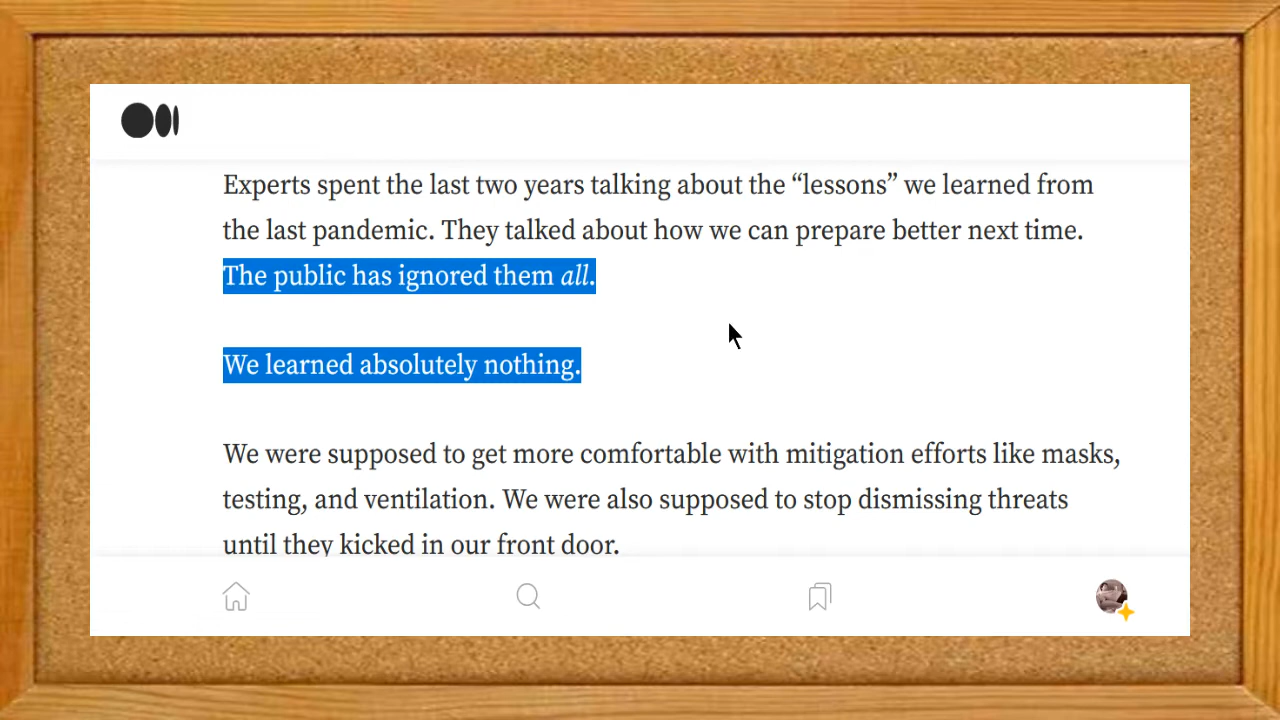 Experts spent the last two years talking about the “lessons” we learned from
the last pandemic. They talked about how we can prepare better next time.
The public has ignored them all.
We learned absolutely nothing.
We were supposed to get more comfortable with mitigation efforts like masks,
testing, and ventilation. We were also supposed to stop dismissing threats
until they kicked in our front door.